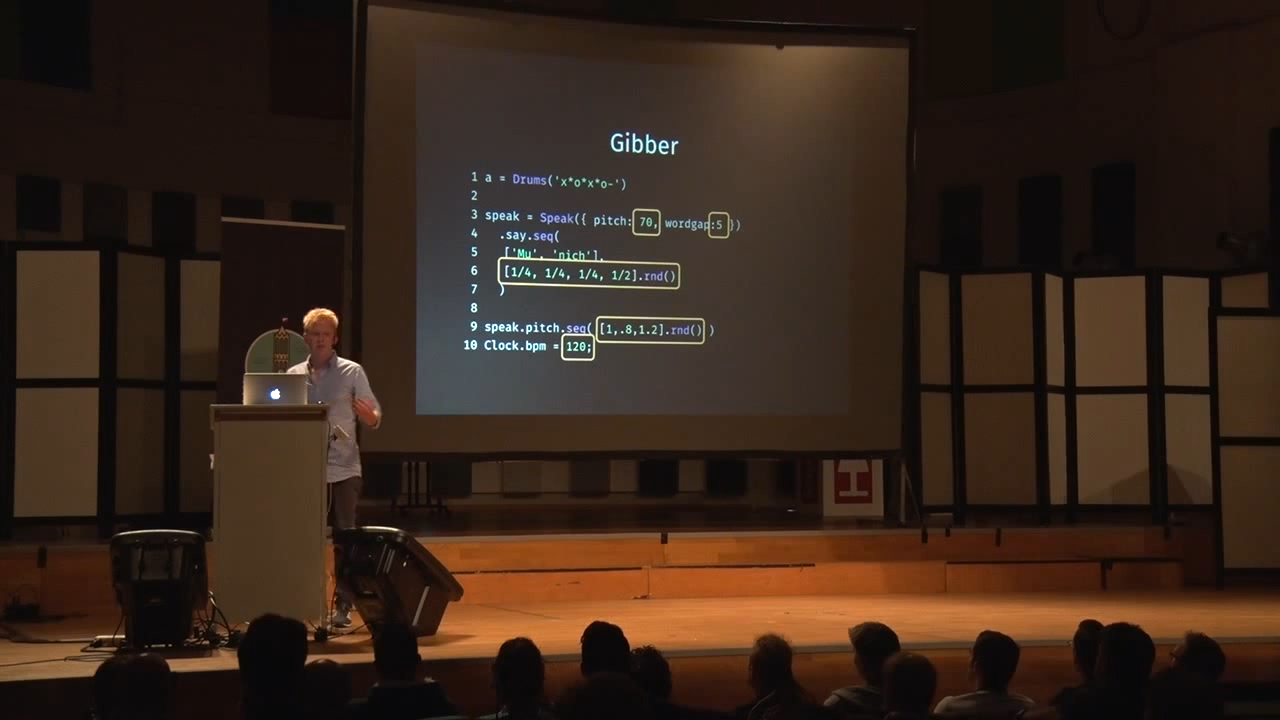 Gibber
1 a = Drums('x*o*x*o-')
2
3 speak = Speak({ pitch: 70, wordgap:5 })
4 .say.seq(
5 ['Mu', 'nich'],
6 [1/4, 1/4, 1/4, 1/2].rnd()
7 )
8
9 speak.pitch.seq( [1,.8,1.2].rnd() )
10 Clock.bpm = 120;